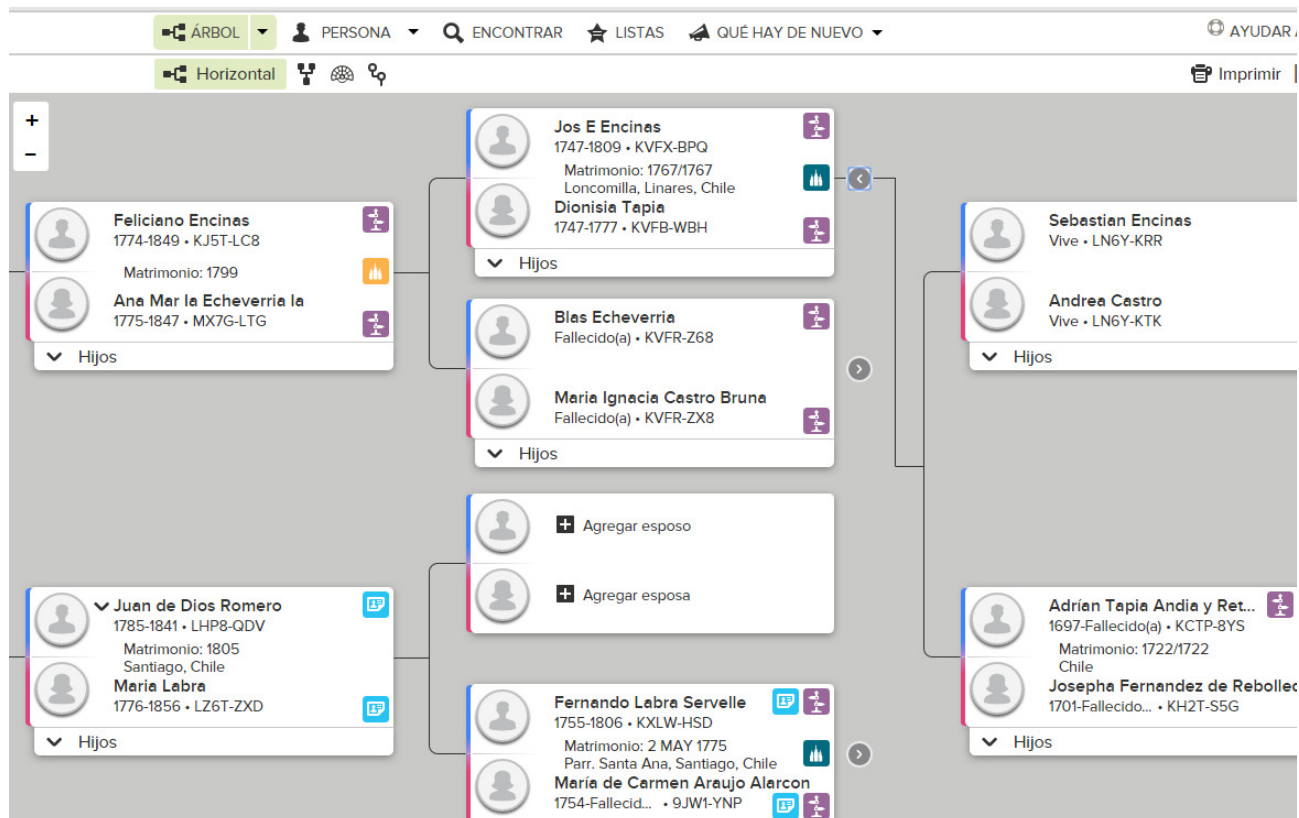 ÁRBOL PERSONA ENCONTRAR LISTAS QUÉ HAY DE NUEVO AYUDAR
Horizontal Imprimir
+
-
Feliciano Encinas
1774-1849 • KJ5T-LC8
Matrimonio: 1799
Ana Mar la Echeverria la
1775-1847 • MX7G-LTG
Hijos
Juan de Dios Romero
1785-1841 • LHP8-QDV
Matrimonio: 1805
Santiago, Chile
Maria Labra
1776-1856 • LZ6T-ZXD
Hijos
Jos E Encinas
1747-1809 • KVFX-BPQ
Matrimonio: 1767/1767
Loncomilla, Linares, Chile
Dionisia Tapia
1747-1777 • KVFB-WBH
Hijos
Blas Echeverria
Fallecido(a) • KVFR-Z68
Maria Ignacia Castro Bruna
Fallecido(a) • KVFR-ZX8
Hijos
Agregar esposo
Agregar esposa
Fernando Labra Servelle
1755-1806 • KXLW-HSD
Matrimonio: 2 MAY 1775
Parr. Santa Ana, Santiago, Chile
María de Carmen Araujo Alarcon
1754-Fallecid... • 9JW1-YNP
Sebastian Encinas
Vive • LN6Y-KRR
Andrea Castro
Vive • LN6Y-KTK
Hijos
Adrían Tapia Andia y Ret...
1697-Fallecido(a) • KCTP-8YS
Matrimonio: 1722/1722
Chile
Josepha Fernandez de Rebolled
1701-Fallecido... • KH2T-S5G
Hijos